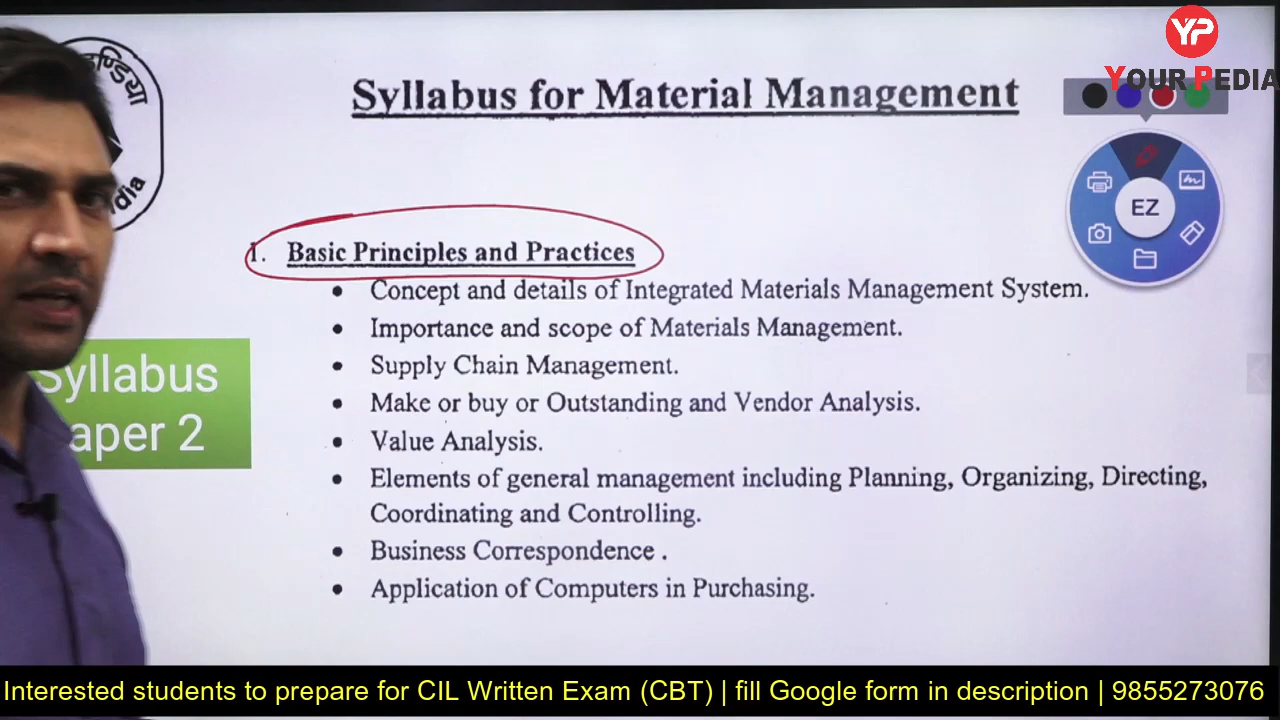 YP
YOUR PEDIA
Syllabus for Material Management
EZ
1. Basic Principles and Practices
• Concept and details of Integrated Materials Management System.
• Importance and scope of Materials Management.
• Supply Chain Management.
• Make or buy or Outstanding and Vendor Analysis.
• Value Analysis.
• Elements of general management including Planning, Organizing, Directing,
Coordinating and Controlling.
• Business Correspondence .
• Application of Computers in Purchasing.
Syllabus
2
Interested students to prepare for CIL Written Exam (CBT) | fill Google form in description | 9855273076